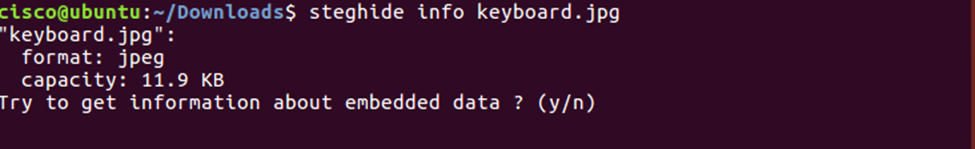 cisco@ubuntu:~/Downloads$ steghide info keyboard.jpg
"keyboard.jpg":
  format: jpeg
  capacity: 11.9 KB
Try to get information about embedded data ? (y/n)